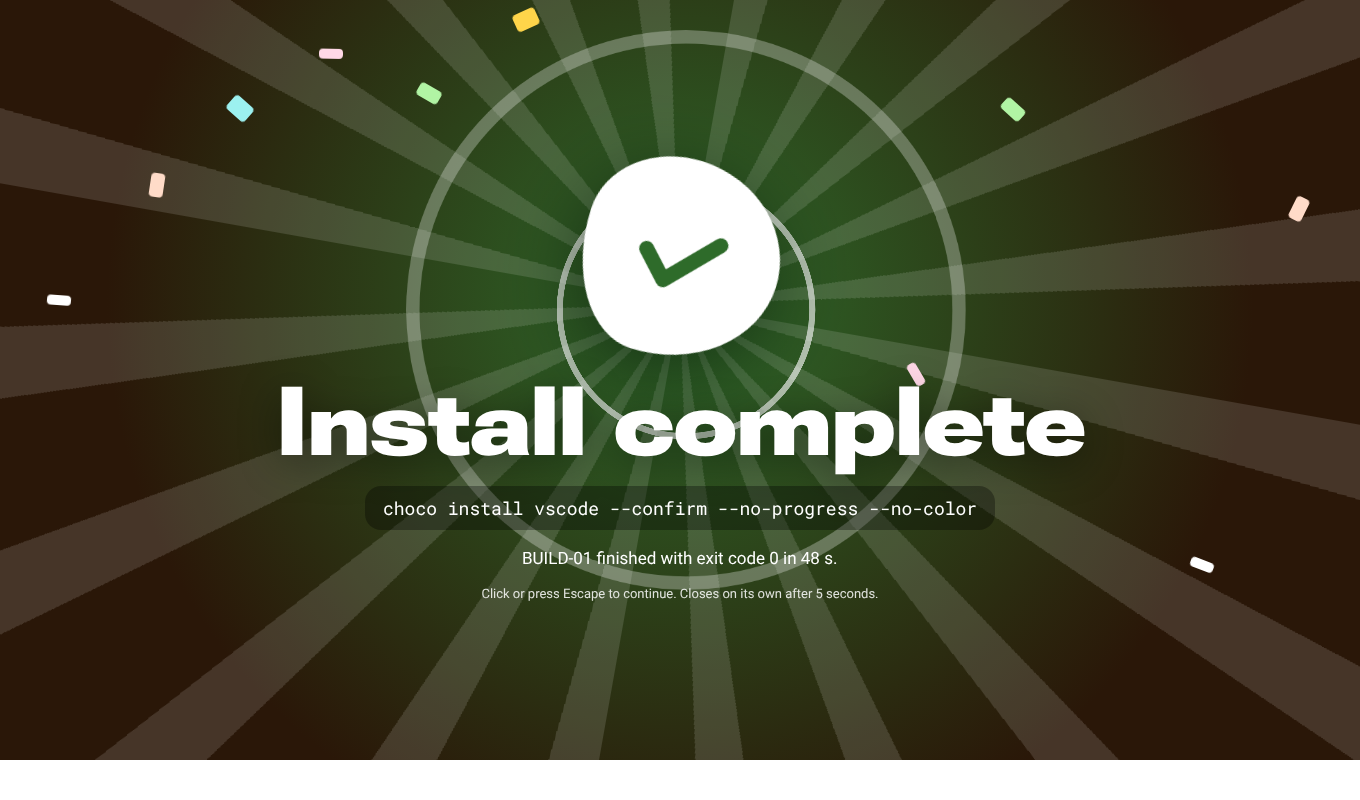 Install complete
choco install vscode --confirm --no-progress --no-color
BUILD-01 finished with exit code 0 in 48 s.
Click or press Escape to continue. Closes on its own after 5 seconds.